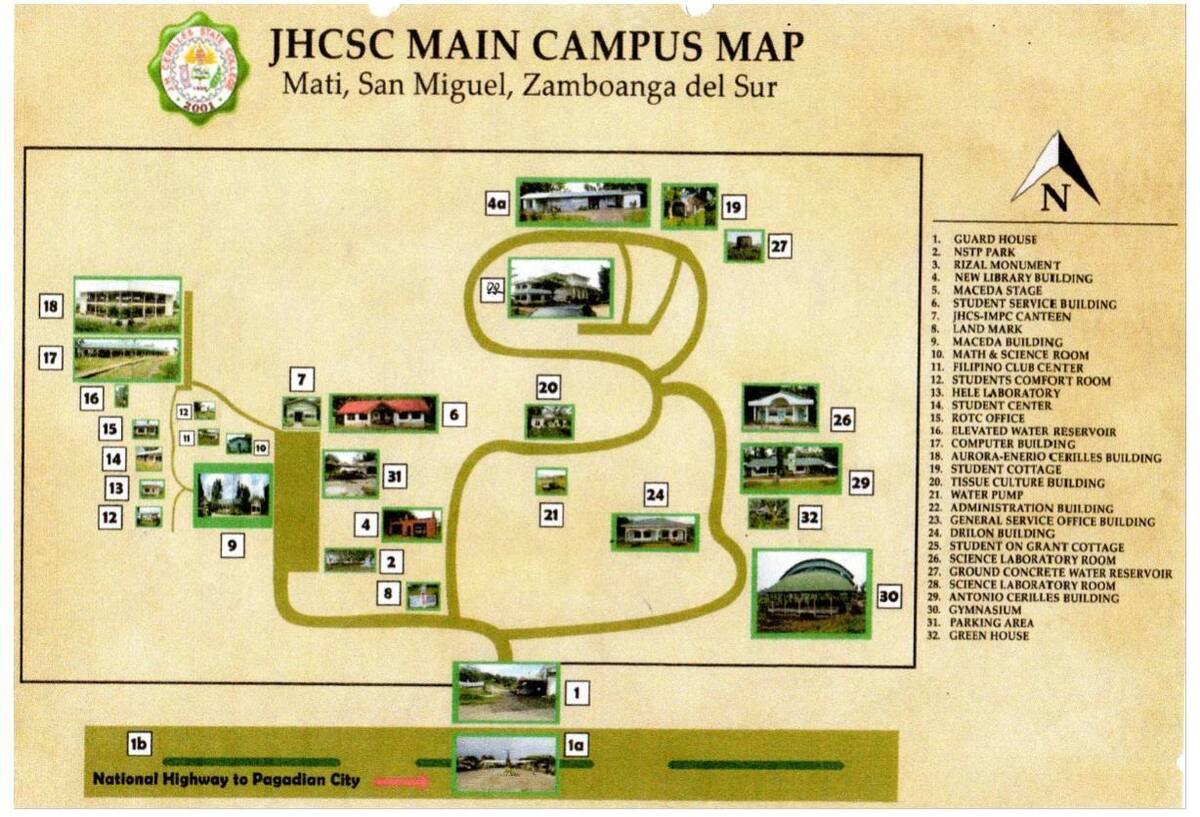 J.H. CERILLES STATE COLLEGE
2001
JHCSC MAIN CAMPUS MAP
Mati, San Miguel, Zamboanga del Sur
N
1. GUARD HOUSE
2. NSTP PARK
3. RIZAL MONUMENT
4. NEW LIBRARY BUILDING
5. MACEDA STAGE
6. STUDENT SERVICE BUILDING
7. JHCS-IMPC CANTEEN
8. LAND MARK
9. MACEDA BUILDING
10. MATH & SCIENCE ROOM
11. FILIPINO CLUB CENTER
12. STUDENTS COMFORT ROOM
13. HELE LABORATORY
14. STUDENT CENTER
15. ROTC OFFICE
16. ELEVATED WATER RESERVOIR
17. COMPUTER BUILDING
18. AURORA-ENERIO CERILLES BUILDING
19. STUDENT COTTAGE
20. TISSUE CULTURE BUILDING
21. WATER PUMP
22. ADMINISTRATION BUILDING
23. GENERAL SERVICE OFFICE BUILDING
24. DRILON BUILDING
25. STUDENT ON GRANT COTTAGE
26. SCIENCE LABORATORY ROOM
27. GROUND CONCRETE WATER RESERVOIR
28. SCIENCE LABORATORY ROOM
29. ANTONIO CERILLES BUILDING
30. GYMNASIUM
31. PARKING AREA
32. GREEN HOUSE
4a
19
27
22
18
17
16
15
14
13
12
12
11
10
7
6
20
26
31
9
4
2
8
21
24
29
32
30
1
1b
1a
National Highway to Pagadian City